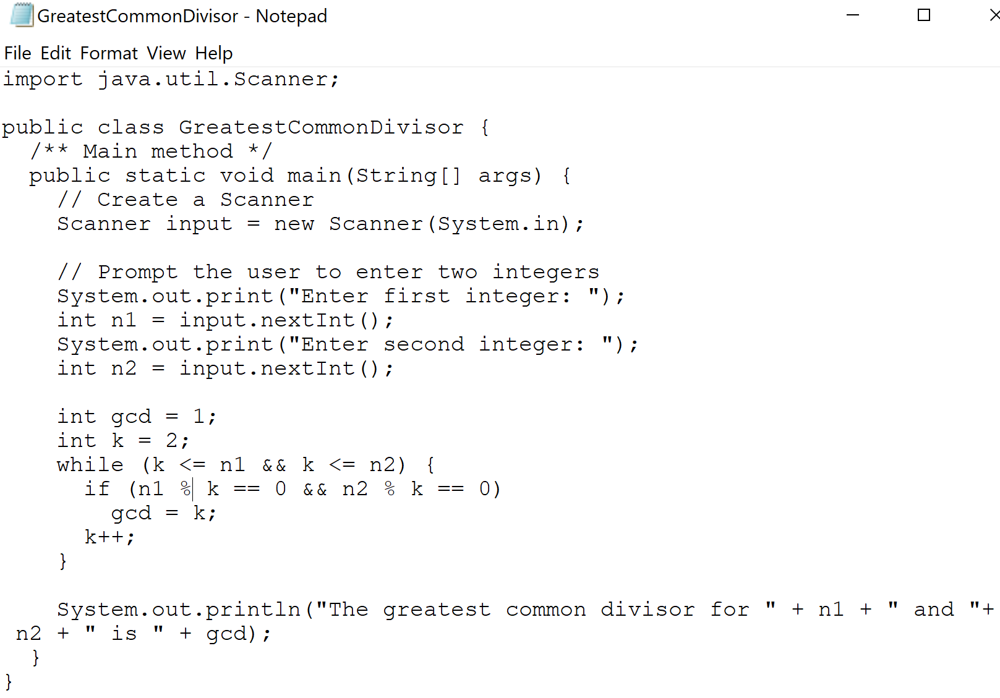 GreatestCommonDivisor - Notepad
File Edit Format View Help
import java.util.Scanner;
public class GreatestCommonDivisor {
  /** Main method */
  public static void main(String[] args) {
    // Create a Scanner
    Scanner input = new Scanner(System.in);
    // Prompt the user to enter two integers
    System.out.print("Enter first integer: ");
    int n1 = input.nextInt();
    System.out.print("Enter second integer: ");
    int n2 = input.nextInt();
    int gcd = 1;
    int k = 2;
    while (k <= n1 && k <= n2) {
      if (n1 % k == 0 && n2 % k == 0)
        gcd = k;
      k++;
    }
    System.out.println("The greatest common divisor for " + n1 + " and "+
 n2 + " is " + gcd);
  }
}